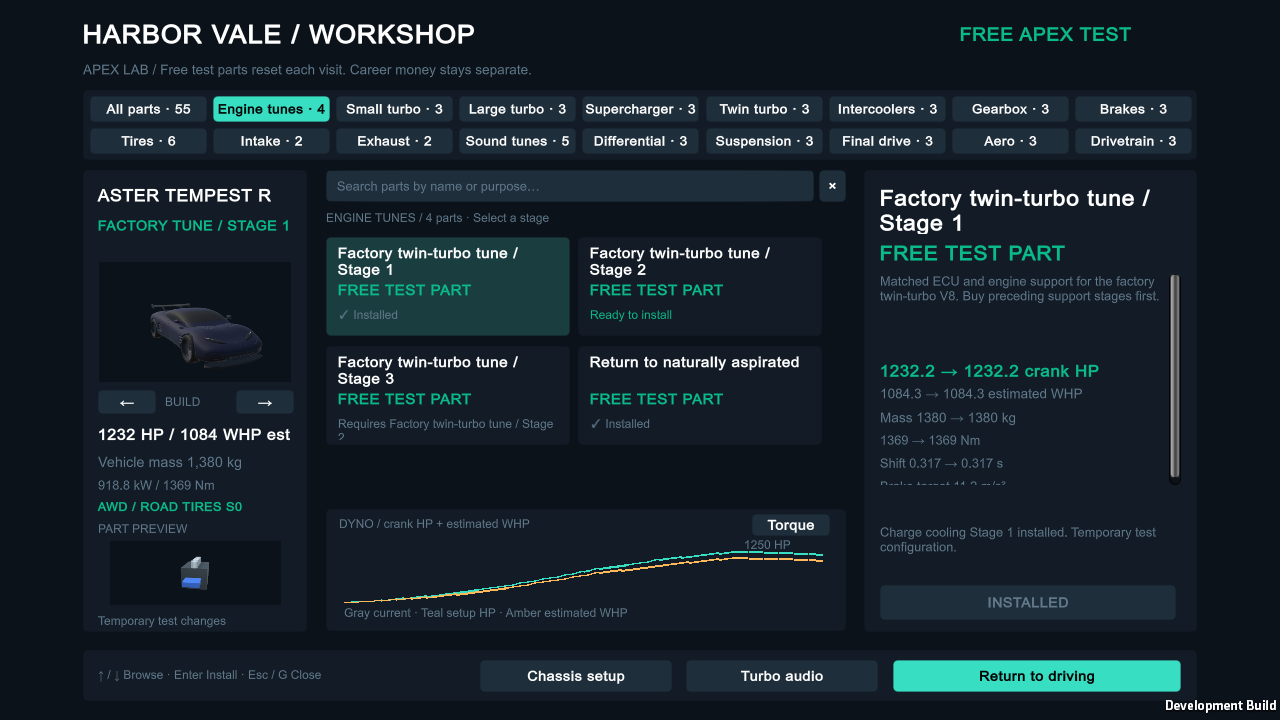 HARBOR VALE / WORKSHOP
FREE APEX TEST
APEX LAB / Free test parts reset each visit. Career money stays separate.
All parts · 55
Engine tunes · 4
Small turbo · 3
Large turbo · 3
Supercharger · 3
Twin turbo · 3
Intercoolers · 3
Gearbox · 3
Brakes · 3
Tires · 6
Intake · 2
Exhaust · 2
Sound tunes · 5
Differential · 3
Suspension · 3
Final drive · 3
Aero · 3
Drivetrain · 3
ASTER TEMPEST R
FACTORY TUNE / STAGE 1
← BUILD →
1232 HP / 1084 WHP est
Vehicle mass 1,380 kg
918.8 kW / 1369 Nm
AWD / ROAD TIRES S0
PART PREVIEW
Temporary test changes
Search parts by name or purpose…
×
ENGINE TUNES / 4 parts · Select a stage
Factory twin-turbo tune /
Stage 1
FREE TEST PART
✓ Installed
Factory twin-turbo tune /
Stage 2
FREE TEST PART
Ready to install
Factory twin-turbo tune /
Stage 3
FREE TEST PART
Requires Factory twin-turbo tune / Stage
2
Return to naturally aspirated
FREE TEST PART
✓ Installed
DYNO / crank HP + estimated WHP
Torque
1250 HP
Gray current · Teal setup HP · Amber estimated WHP
Factory twin-turbo tune /
Stage 1
FREE TEST PART
Matched ECU and engine support for the factory
twin-turbo V8. Buy preceding support stages first.
1232.2 → 1232.2 crank HP
1084.3 → 1084.3 estimated WHP
Mass 1380 → 1380 kg
1369 → 1369 Nm
Shift 0.317 → 0.317 s
Brake target 11.2 m/s²
Charge cooling Stage 1 installed. Temporary test
configuration.
INSTALLED
↑ / ↓ Browse · Enter Install · Esc / G Close
Chassis setup
Turbo audio
Return to driving
Development Build